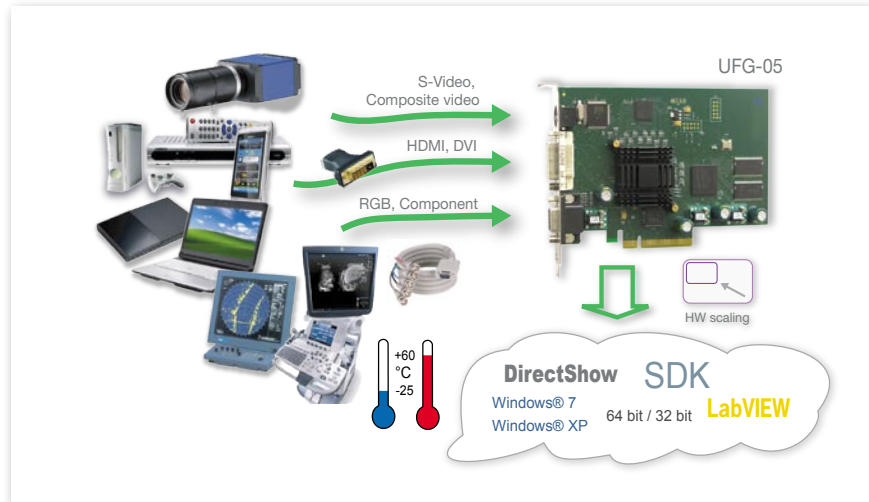 UFG-05
S-Video,
Composite video
HDMI, DVI
RGB, Component
HW scaling
+60
°C
-25
DirectShow
SDK
Windows® 7
64 bit / 32 bit
LabVIEW
Windows® XP